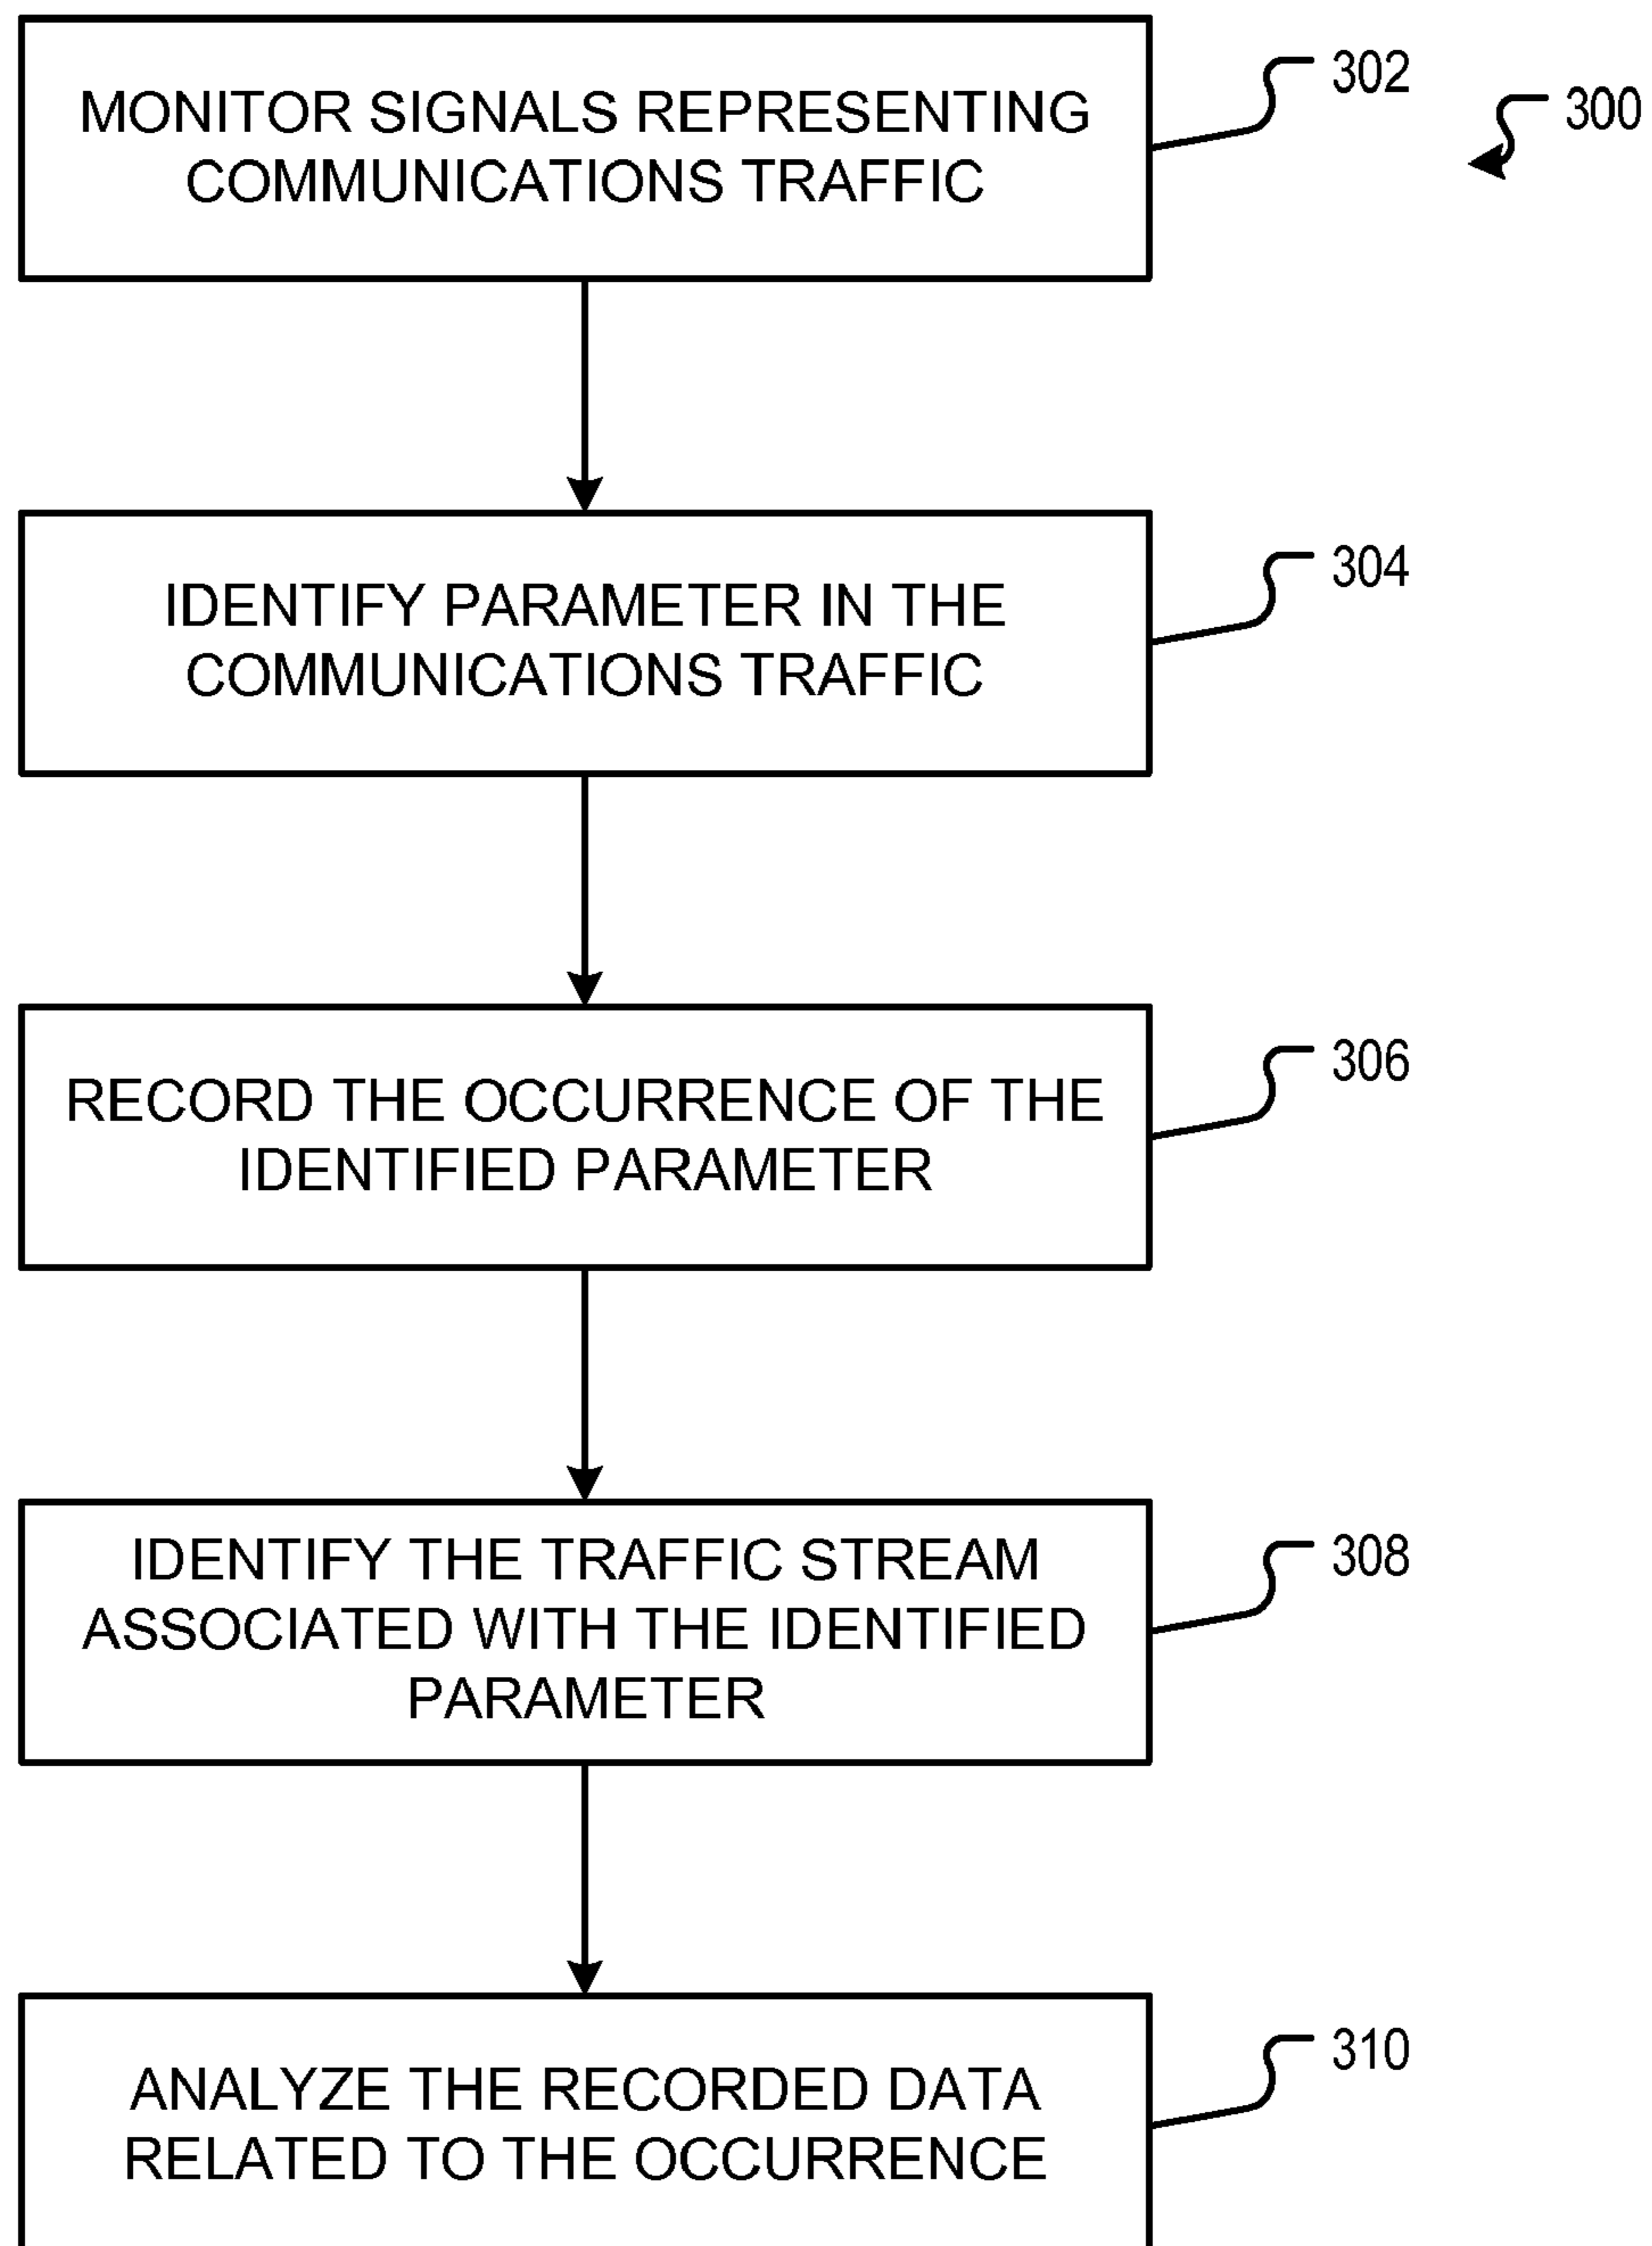 MONITOR SIGNALS REPRESENTING
COMMUNICATIONS TRAFFIC
302
300
IDENTIFY PARAMETER IN THE
COMMUNICATIONS TRAFFIC
304
RECORD THE OCCURRENCE OF THE
IDENTIFIED PARAMETER
306
IDENTIFY THE TRAFFIC STREAM
ASSOCIATED WITH THE IDENTIFIED
PARAMETER
308
ANALYZE THE RECORDED DATA
RELATED TO THE OCCURRENCE
310